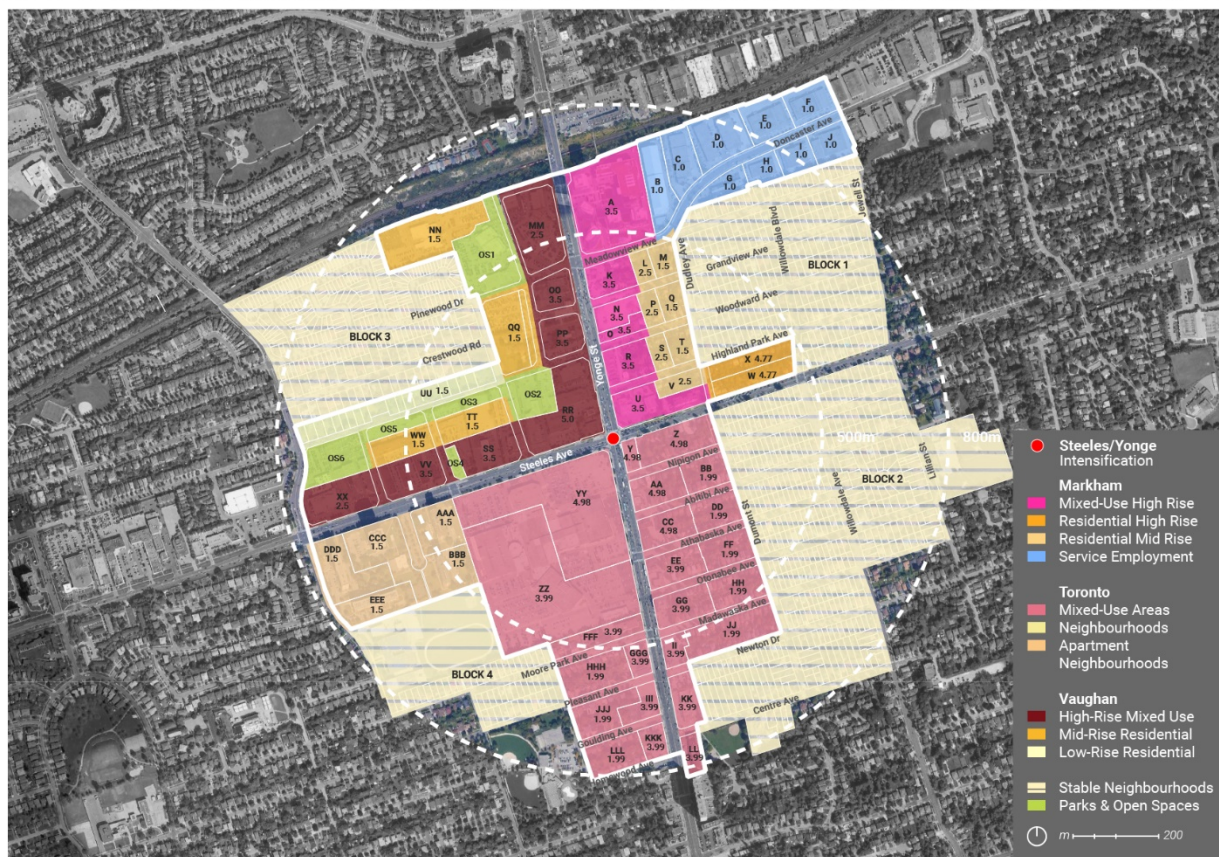 F
1.0
E
1.0
D
1.0
Doncaster Ave
C
1.0
I
1.0
J
1.0
H
1.0
G
1.0
B
1.0
A
3.5
Jewell St
Willowdale Blvd
NN
1.5
MM
2.5
OS1
Meadowview Ave
Dudley Ave
Grandview Ave
BLOCK 1
L
2.5
M
1.5
K
3.5
OO
3.5
Pinewood Dr
Woodward Ave
P
2.5
Q
1.5
N
3.5
O
3.5
QQ
1.5
PP
3.5
BLOCK 3
Crestwood Rd
Yonge St
Highland Park Ave
S
2.5
T
1.5
R
3.5
X 4.77
W 4.77
V
2.5
UU 1.5
OS3
OS2
U
3.5
RR
5.0
TT
1.5
OS5
WW
1.5
SS
3.5
OS6
VV
3.5
OS4
XX
2.5
Steeles Ave
500m
800m
Y
4.98
Z
4.98
Nipigon Ave
BB
1.99
AA
4.98
Abitibi Ave
DD
1.99
CC
4.98
Athabaska Ave
Dumont St
Willowdale Ave
Lillian St
BLOCK 2
YY
4.98
AAA
1.5
CCC
1.5
DDD
1.5
BBB
1.5
EEE
1.5
FF
1.99
EE
3.99
Otonabee Ave
HH
1.99
GG
3.99
Madawaska Ave
JJ
1.99
Newton Dr
ZZ
3.99
FFF
3.99
II
3.99
GGG
3.99
Moore Park Ave
HHH
1.99
BLOCK 4
Pleasant Ave
III
3.99
KK
3.99
Centre Ave
JJJ
1.99
Goulding Ave
KKK
3.99
LLL
1.99
LL
3.99
Homewood Ave
Steeles/Yonge
Intensification
Markham
Mixed-Use High Rise
Residential High Rise
Residential Mid Rise
Service Employment
Toronto
Mixed-Use Areas
Neighbourhoods
Apartment
Neighbourhoods
Vaughan
High-Rise Mixed Use
Mid-Rise Residential
Low-Rise Residential
Stable Neighbourhoods
Parks & Open Spaces
m
200